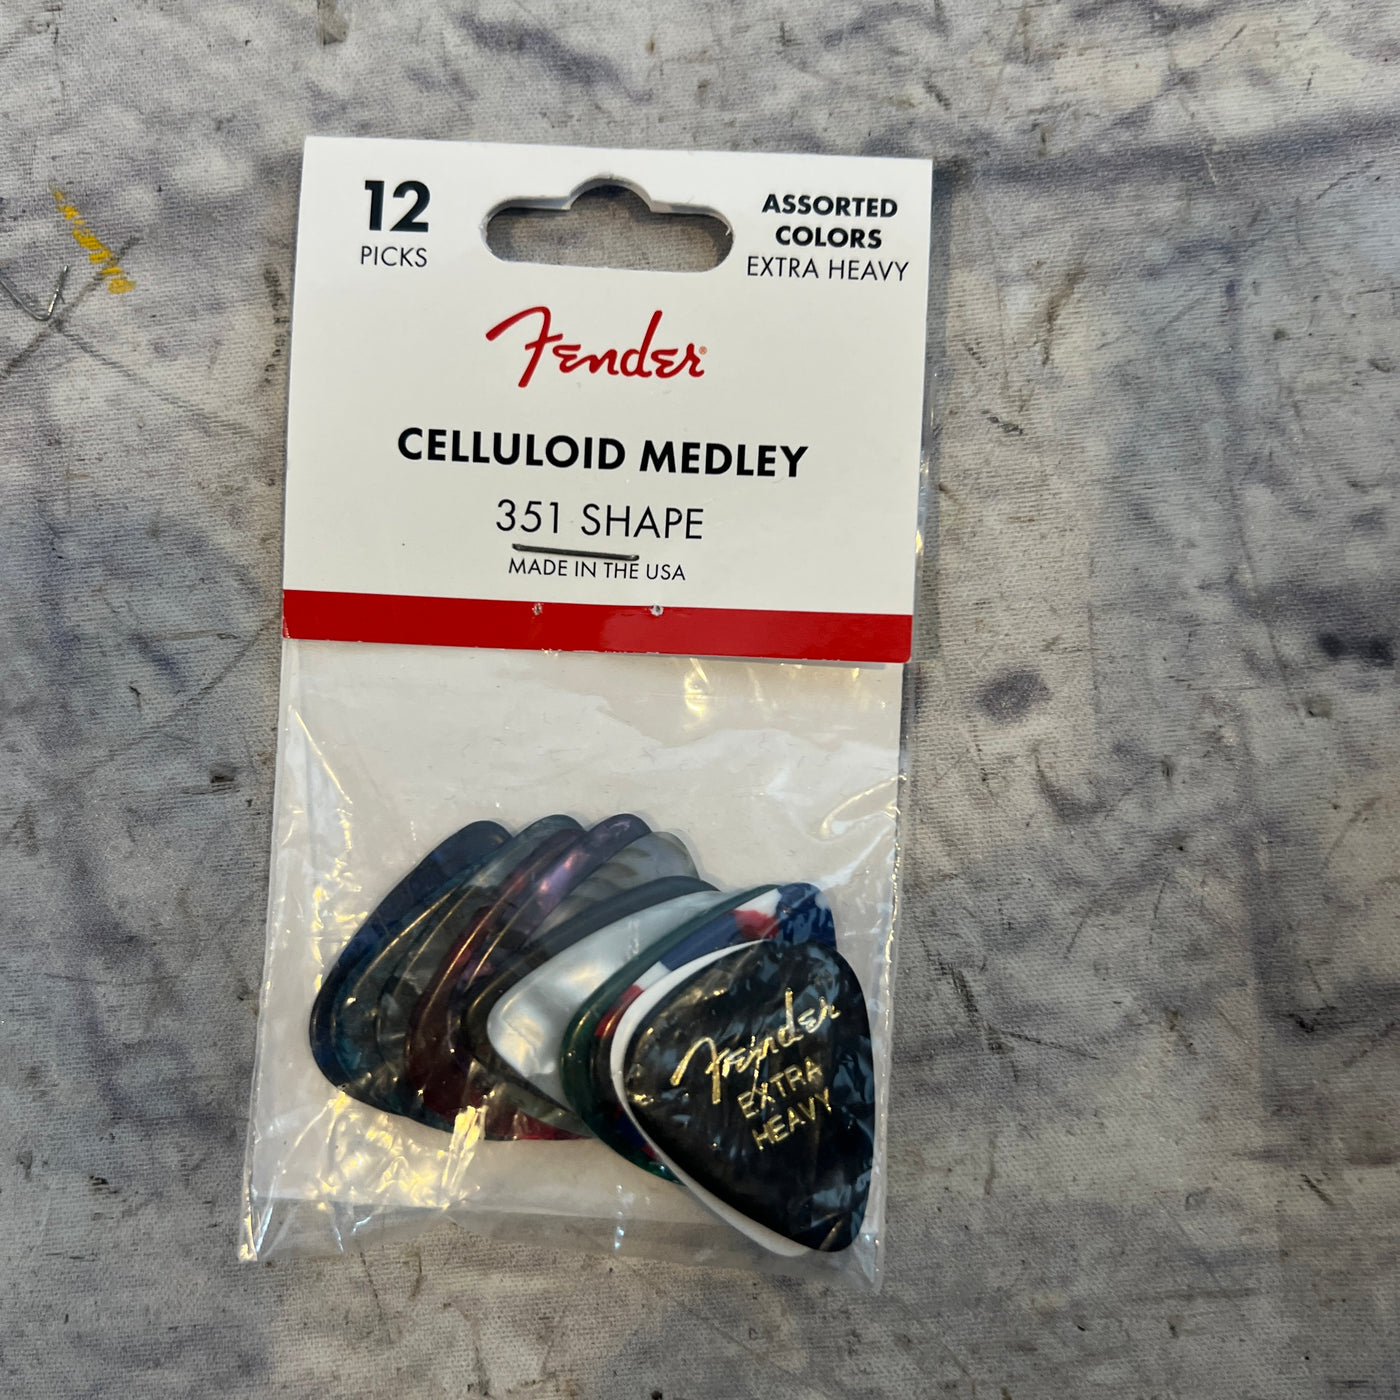 12
PICKS
ASSORTED
COLORS
EXTRA HEAVY
Fender®
CELLULOID MEDLEY
351 SHAPE
MADE IN THE USA
Fender
EXTRA
HEAVY